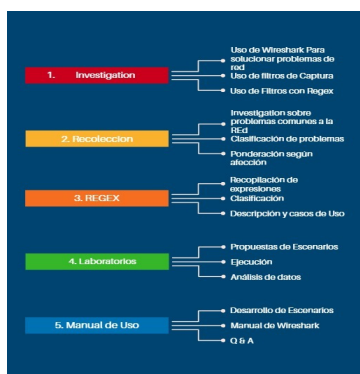 Uso de Wireshark Para
solucionar problemas de
red
1. Investigation
Uso de filtros de Captura
Uso de Filtros con Regex
Investigation sobre
problemas comunes a la
REd
2. Recoleccion
Clasificación de problemas
Ponderación según
afección
Recopilación de
expresiones
3. REGEX
Clasificación
Descripción y casos de Uso
Propuestas de Escenarios
4. Laboratorios
Ejecución
Análisis de datos
Desarrollo de Escenarios
5. Manual de Uso
Manual de Wireshark
Q & A